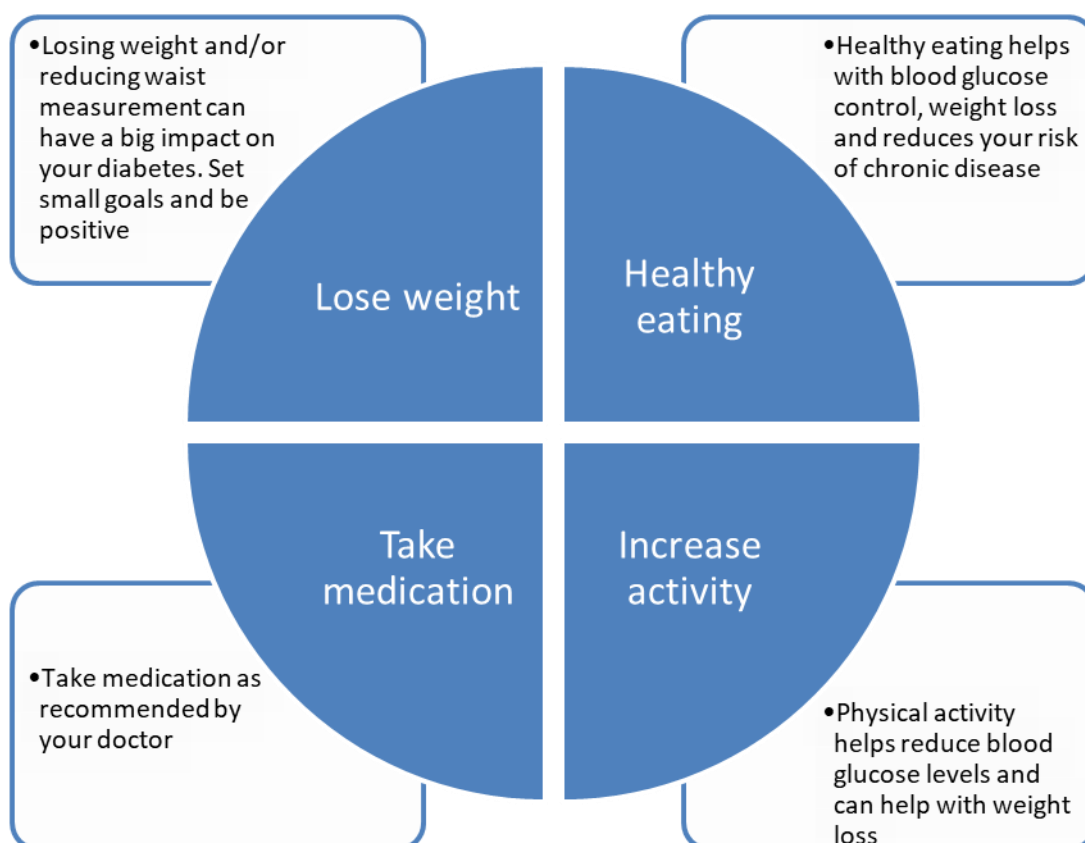 •Losing weight and/or
reducing waist
measurement can
have a big impact on
your diabetes. Set
small goals and be
positive
•Healthy eating helps
with blood glucose
control, weight loss
and reduces your risk
of chronic disease
Lose weight
Healthy
eating
Take
medication
Increase
activity
•Take medication as
recommended by
your doctor
•Physical activity
helps reduce blood
glucose levels and
can help with weight
loss